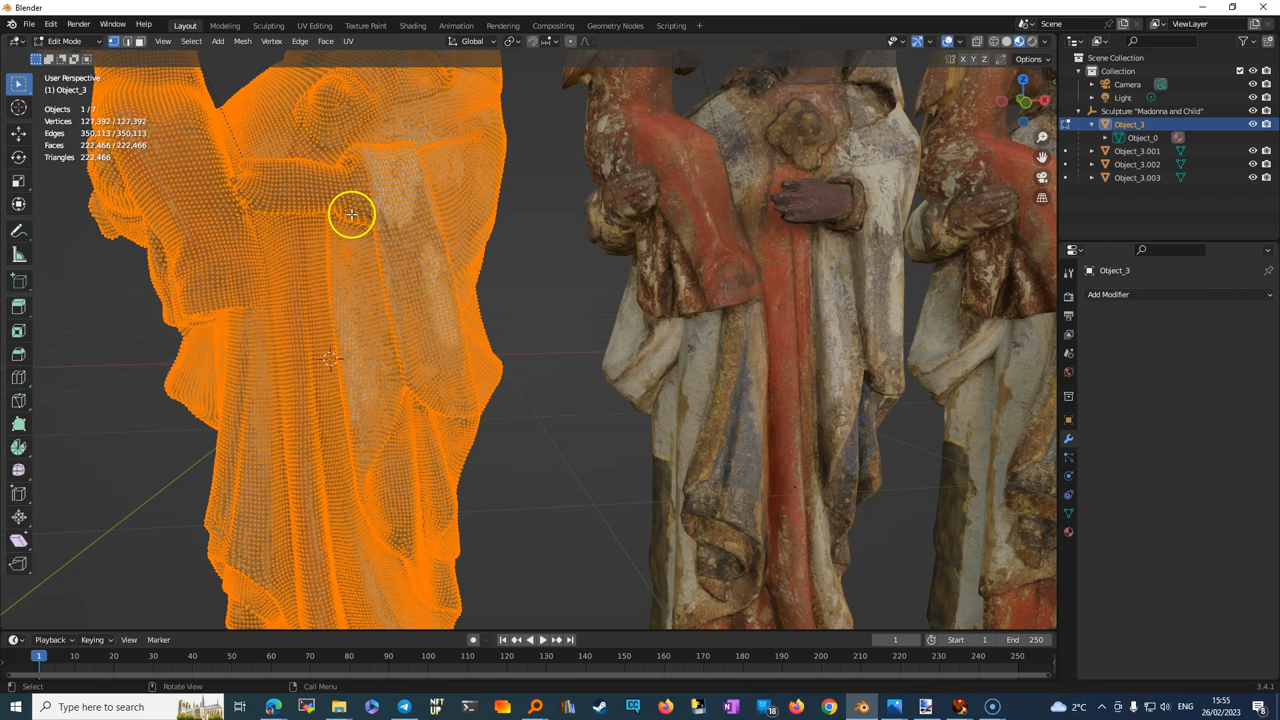 Blender
File Edit Render Window Help
Layout Modeling Sculpting UV Editing Texture Paint Shading Animation Rendering Compositing Geometry Nodes Scripting +
Scene ViewLayer
Edit Mode View Select Add Mesh Vertex Edge Face UV Global
X Y Z Options
User Perspective
(1) Object_3
Objects 1/7
Vertices 127,392/127,392
Edges 350,113/350,113
Faces 222,466/222,466
Triangles 222,466
Z
X
Scene Collection
Collection
Camera
Light
Sculpture "Madonna and Child"
Object_3
Object_0
Object_3.001
Object_3.002
Object_3.003
Object_3
Add Modifier
Playback Keying View Marker 1 Start 1 End 250
1 10 20 30 40 50 60 70 80 90 100 110 120 130 140 150 160 170 180 190 200 210 220 230 240 250
Select Rotate View Call Menu 3.4.1
Type here to search
NFT
UP
18
2°C ENG 15:55
26/02/2023